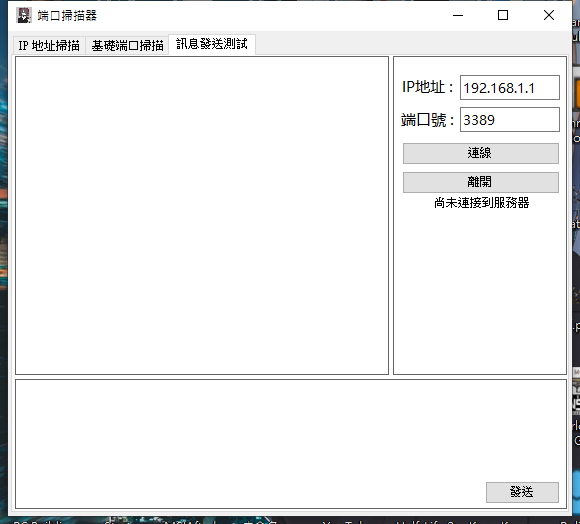 端口掃描器
IP 地址掃描 基礎端口掃描 訊息發送測試
IP地址 : 192.168.1.1
端口號 : 3389
連線
離開
尚未連接到服務器
發送